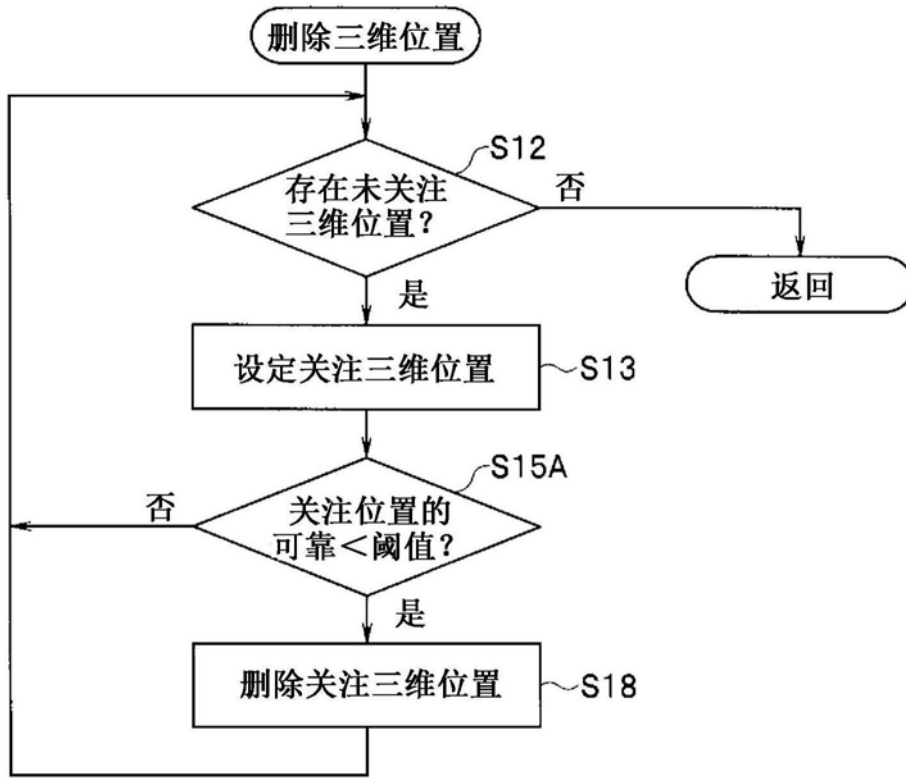 删除三维位置
S12
存在未关注
三维位置?
否
返回
是
设定关注三维位置
S13
S15A
关注位置的
可靠<阈值?
否
是
删除关注三维位置
S18